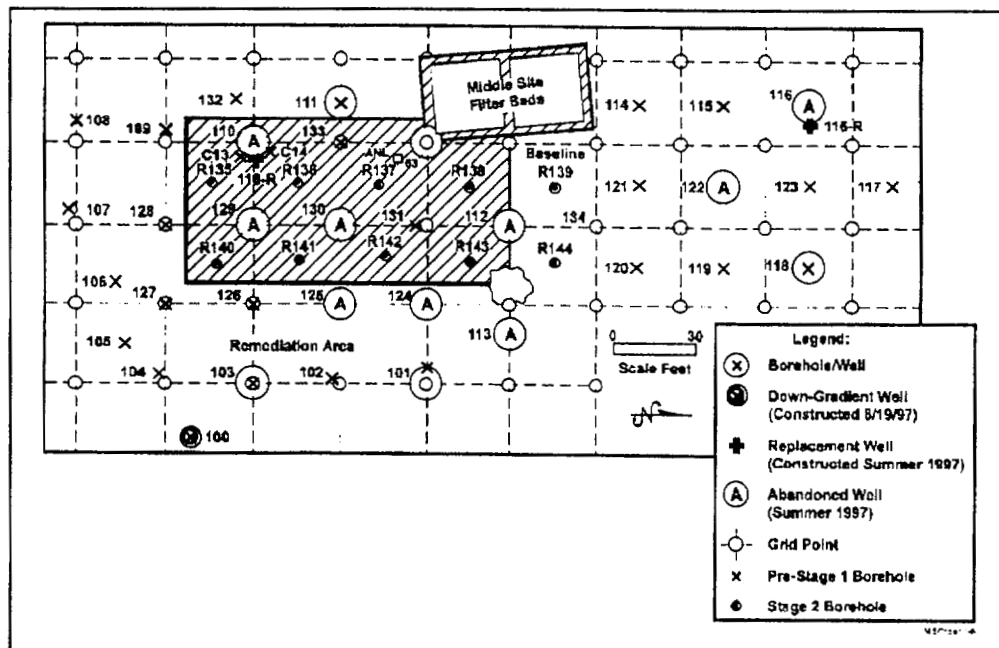 Middle Site
Filter Beds
132
111
114
115
116
108
109
110
133
116-R
C13
C14
ANL
63
Baseline
R135
110-R
R136
R137
R138
R139
121
122
123
117
107
128
129
130
131
112
134
R140
R141
R142
R143
R144
120
119
118
106
127
126
125
124
113
0 30
Scale Feet
N
105
Remediation Area
104
103
102
101
100
Legend:
Borehole/Well
Down-Gradient Well
(Constructed 8/19/97)
Replacement Well
(Constructed Summer 1997)
A Abandoned Well
(Summer 1997)
Grid Point
Pre-Stage 1 Borehole
Stage 2 Borehole